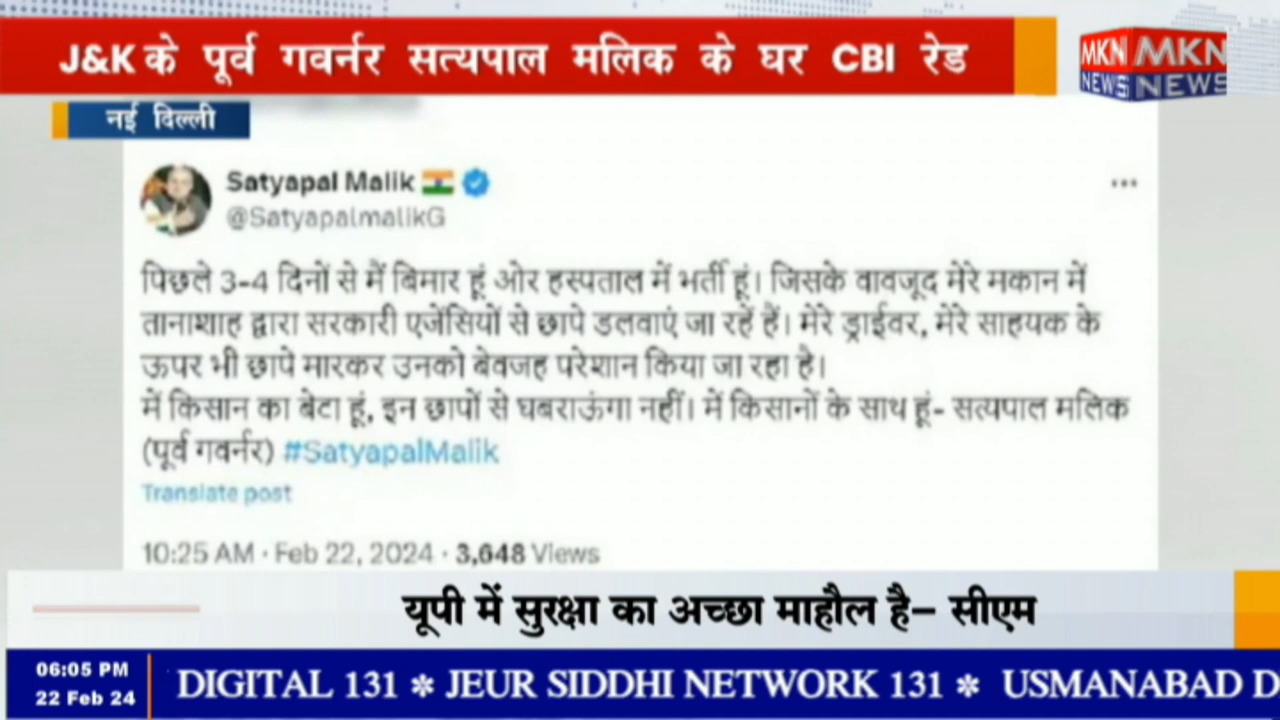 J&K के पूर्व गवर्नर सत्यपाल मलिक के घर CBI रेड
MKN MKN
NEWS NEWS
नई दिल्ली
Satyapal Malik
@SatyapalmalikG
पिछले 3-4 दिनों से मैं बिमार हूं ओर हस्पताल में भर्ती हूं। जिसके वावजूद मेरे मकान में
तानाशाह द्वारा सरकारी एजेंसियों से छापे डलवाएं जा रहें हैं। मेरे ड्राईवर, मेरे साहयक के
ऊपर भी छापे मारकर उनको बेवजह परेशान किया जा रहा है।
में किसान का बेटा हूं, इन छापों से घबराऊंगा नहीं। में किसानों के साथ हूं- सत्यपाल मलिक
(पूर्व गवर्नर) #SatyapalMalik
Translate post
10:25 AM · Feb 22, 2024 · 3,648 Views
यूपी में सुरक्षा का अच्छा माहौल है– सीएम
06:05 PM
22 Feb 24
DIGITAL 131 * JEUR SIDDHI NETWORK 131 * USMANABAD D